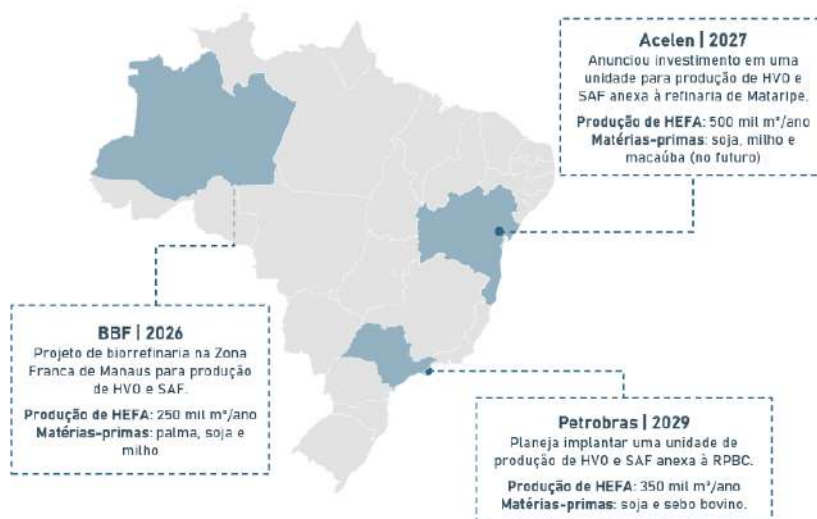 Acelen | 2027
Anunciou investimento em uma
unidade para produção de HVO e
SAF anexa à refinaria de Mataripe.
Produção de HEFA: 500 mil m³/ano
Matérias-primas: soja, milho e
macaúba (no futuro)
BBF | 2026
Projeto de biorrefinaria na Zona
Franca de Manaus para produção
de HVO e SAF.
Produção de HEFA: 250 mil m³/ano
Matérias-primas: palma, soja e
milho
Petrobras | 2029
Planeja implantar uma unidade de
produção de HVO e SAF anexa à RPBC.
Produção de HEFA: 350 mil m³/ano
Matérias-primas: soja e sebo bovino.